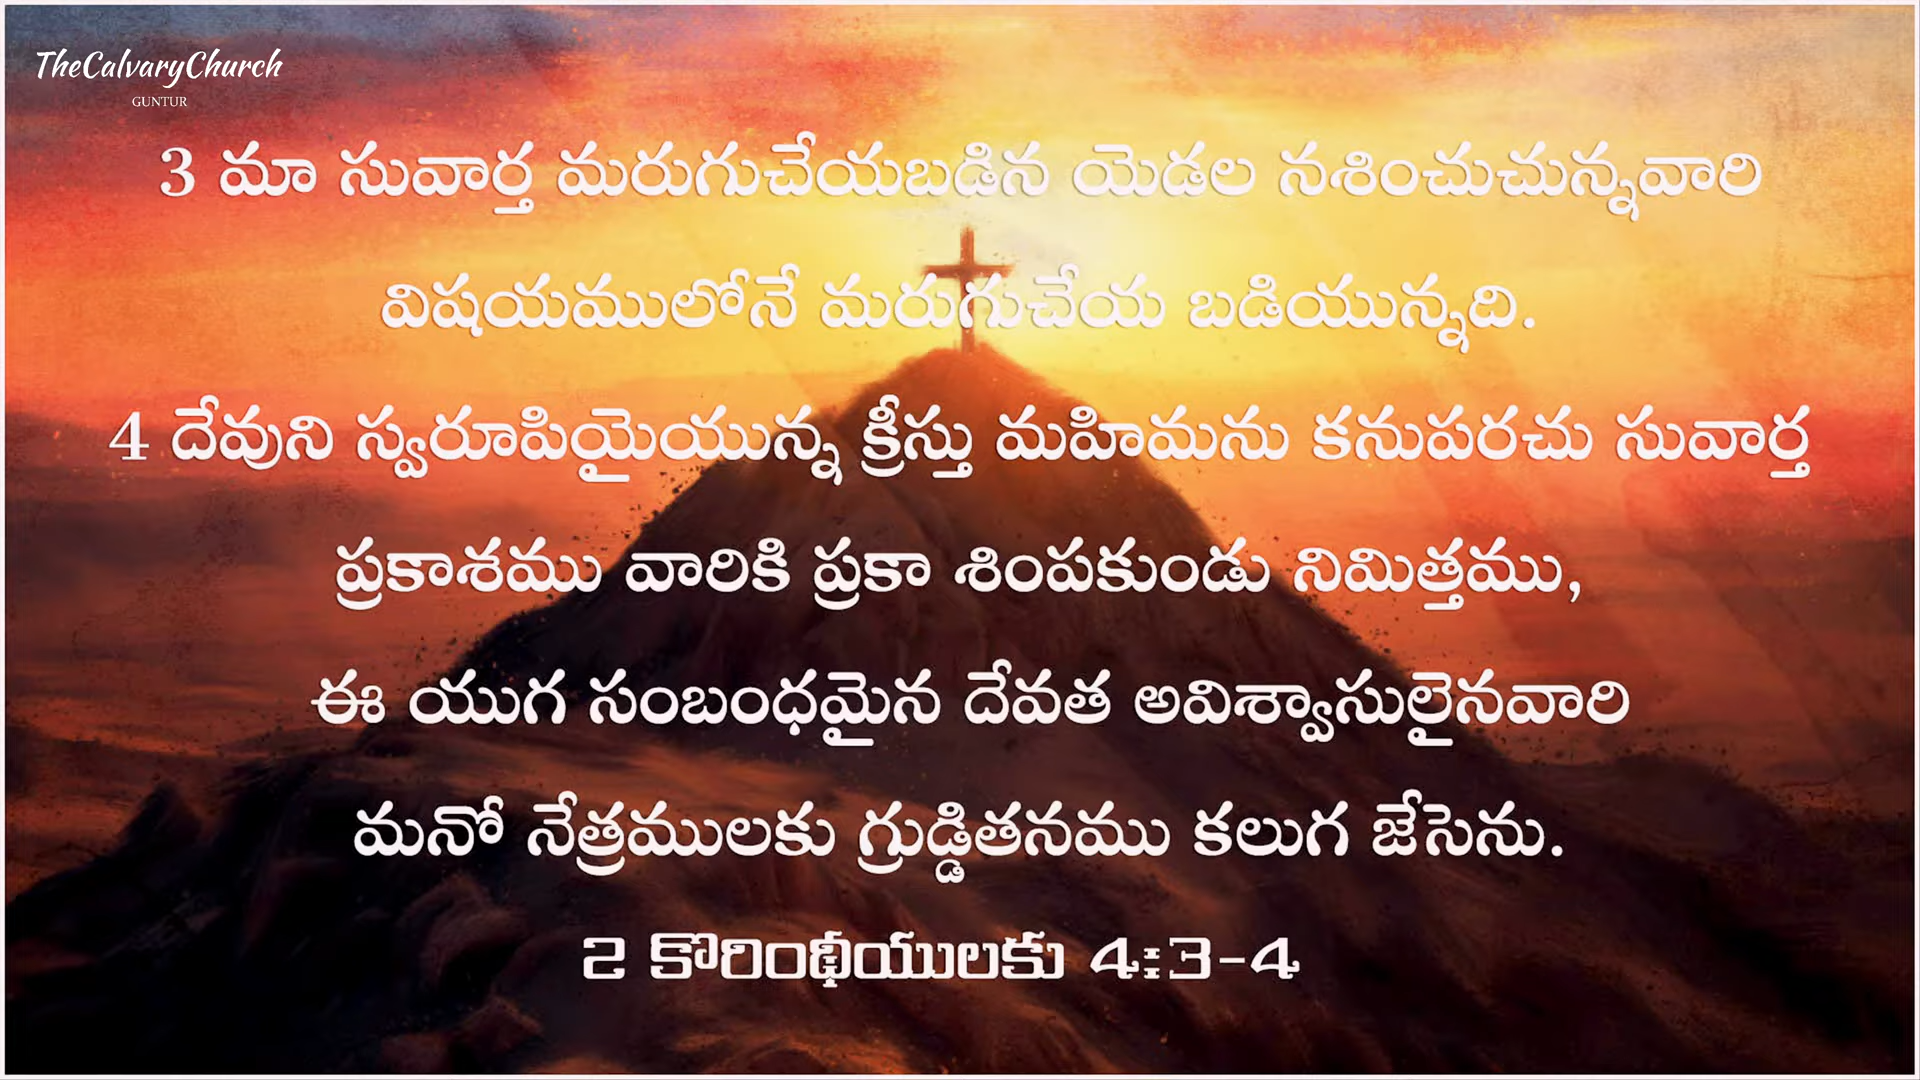 TheCalvaryChurch
GUNTUR
3 మా సువార్త మరుగుచేయబడిన యెడల నశించుచున్నవారి
విషయములోనే మరుగుచేయ బడియున్నది.
4 దేవుని స్వరూపియైయున్న క్రీస్తు మహిమను కనుపరచు సువార్త
ప్రకాశము వారికి ప్రకా శింపకుండు నిమిత్తము,
ఈ యుగ సంబంధమైన దేవత అవిశ్వాసులైనవారి
మనో నేత్రములకు గ్రుడ్డితనము కలుగ జేసెను.
2 కొరింథీయులకు 4:3-4